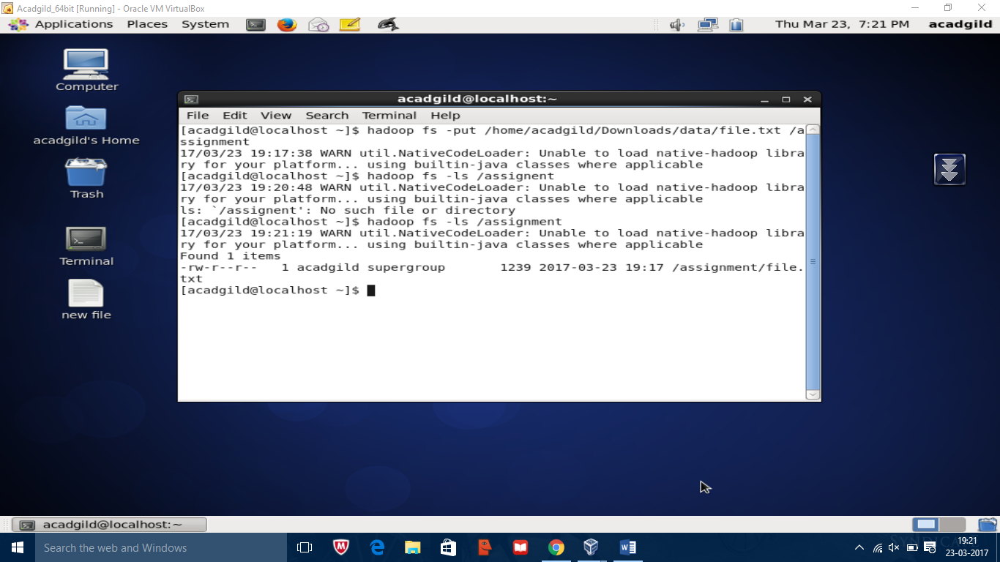 Acadgild_64bit [Running] - Oracle VM VirtualBox
Applications Places System Thu Mar 23, 7:21 PM acadgild
Computer
acadgild's Home
Trash
Terminal
new file
acadgild@localhost:~
File Edit View Search Terminal Help
[acadgild@localhost ~]$ hadoop fs -put /home/acadgild/Downloads/data/file.txt /a
ssignment
17/03/23 19:17:38 WARN util.NativeCodeLoader: Unable to load native-hadoop libra
ry for your platform... using builtin-java classes where applicable
[acadgild@localhost ~]$ hadoop fs -ls /assignent
17/03/23 19:20:48 WARN util.NativeCodeLoader: Unable to load native-hadoop libra
ry for your platform... using builtin-java classes where applicable
ls: `/assignent': No such file or directory
[acadgild@localhost ~]$ hadoop fs -ls /assignment
17/03/23 19:21:19 WARN util.NativeCodeLoader: Unable to load native-hadoop libra
ry for your platform... using builtin-java classes where applicable
Found 1 items
-rw-r--r--   1 acadgild supergroup       1239 2017-03-23 19:17 /assignment/file.
txt
[acadgild@localhost ~]$
acadgild@localhost:~
Search the web and Windows
19:21
23-03-2017